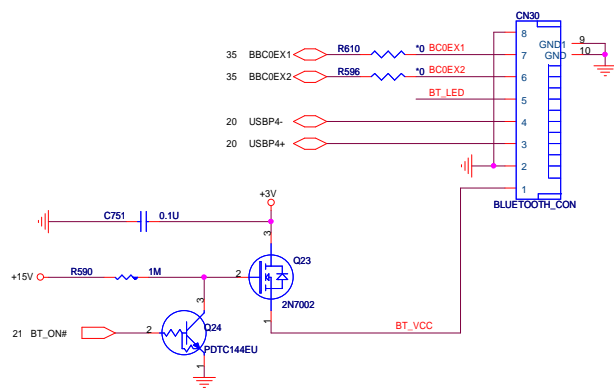 CN30
8
GND1 9
35 BBC0EX1 R610 *0 BC0EX1 7
GND 10
35 BBC0EX2 R596 *0 BC0EX2 6
BT_LED 5
20 USBP4- 4
20 USBP4+ 3
2
1
BLUETOOTH_CON
+3V
C751 0.1U
3
Q23
+15V R590 1M 2
2N7002
3
Q24
1
BT_VCC
21 BT_ON# 2
PDTC144EU
1